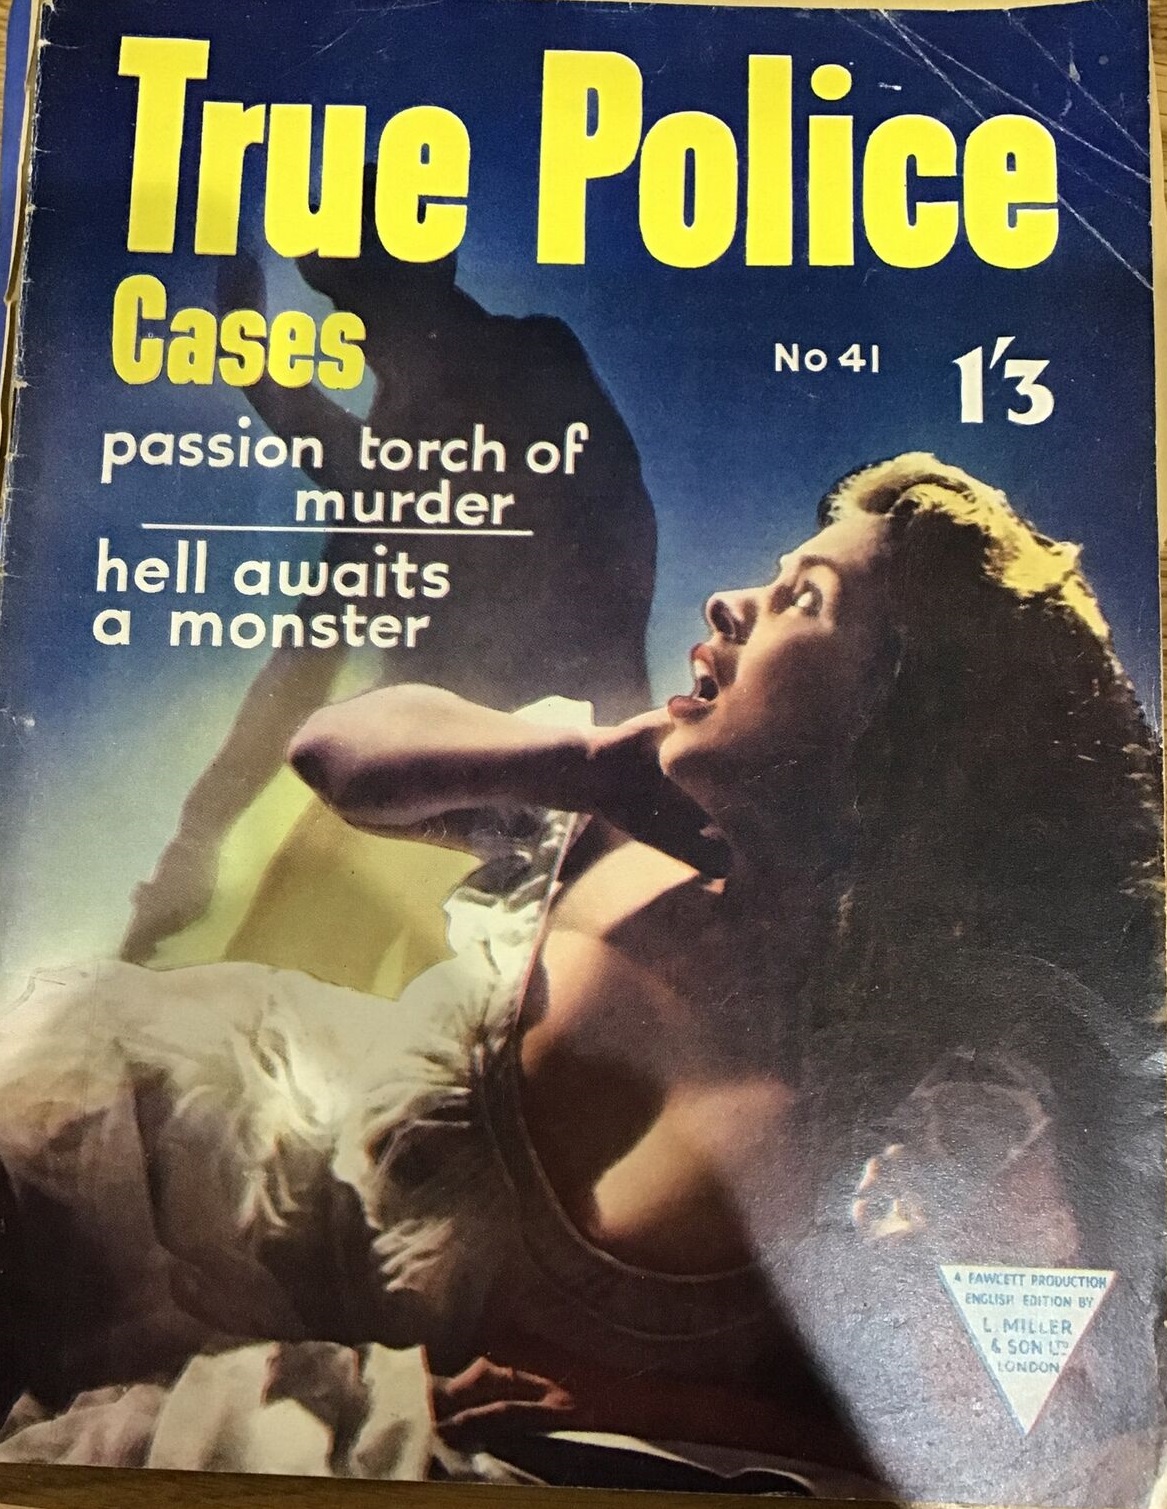 True Police
Cases
No 41
1'3
passion torch of
murder
hell awaits
a monster
A FAWCETT PRODUCTION
ENGLISH EDITION BY
L. MILLER
& SON LTD
LONDON